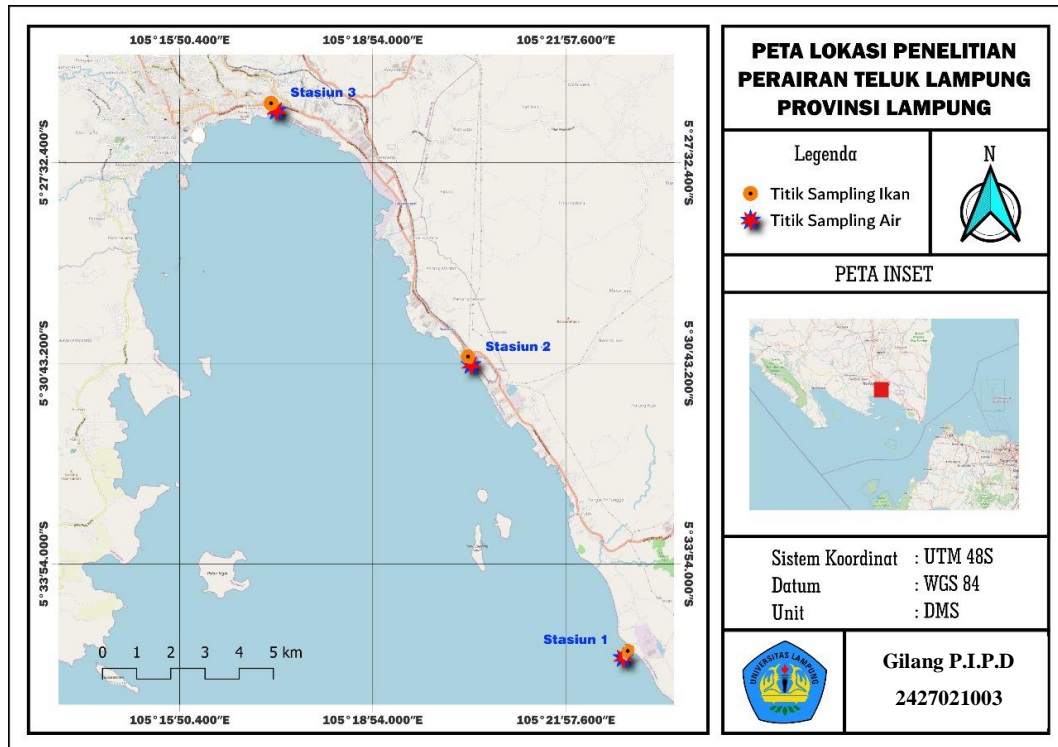 105°15'50.400"E
105°18'54.000"E
105°21'57.600"E
Stasiun 3
5°27'32.400"S
5°27'32.400"S
Stasiun 2
5°30'43.200"S
5°30'43.200"S
5°33'54.000"S
5°33'54.000"S
Stasiun 1
0 1 2 3 4 5 km
105°15'50.400"E
105°18'54.000"E
105°21'57.600"E
PETA LOKASI PENELITIAN
PERAIRAN TELUK LAMPUNG
PROVINSI LAMPUNG
Legenda
Titik Sampling Ikan
Titik Sampling Air
N
PETA INSET
Sistem Koordinat : UTM 48S
Datum : WGS 84
Unit : DMS
UNIVERSITAS LAMPUNG
Gilang P.I.P.D
2427021003